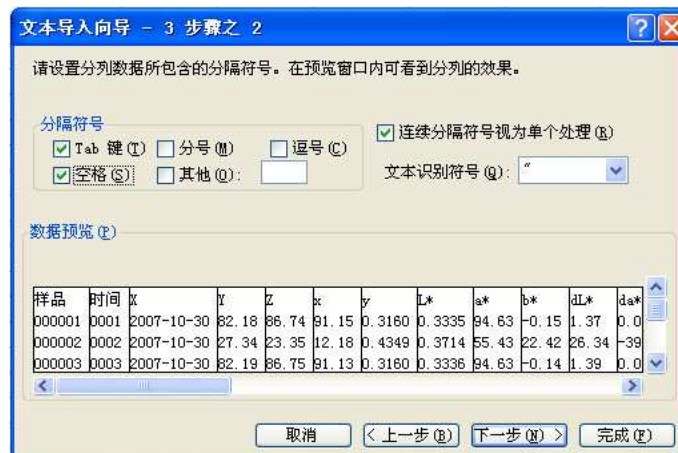 文本导入向导 - 3 步骤之 2
请设置分列数据所包含的分隔符号。在预览窗口内可看到分列的效果。
分隔符号
Tab 键(T) 分号(M) 逗号(C)
连续分隔符号视为单个处理(R)
空格(S) 其他(O):
文本识别符号(Q): "
数据预览(P)
样品 时间 X Y Z x y L* a* b* dL* da*
000001 0001 2007-10-30 82.18 86.74 91.15 0.3160 0.3335 94.63 -0.15 1.37 0.0
000002 0002 2007-10-30 27.34 23.35 12.18 0.4349 0.3714 55.43 22.42 26.34 -39
000003 0003 2007-10-30 82.19 86.75 91.13 0.3160 0.3336 94.63 -0.14 1.39 0.0
取消 < 上一步(B) 下一步(N) > 完成(F)